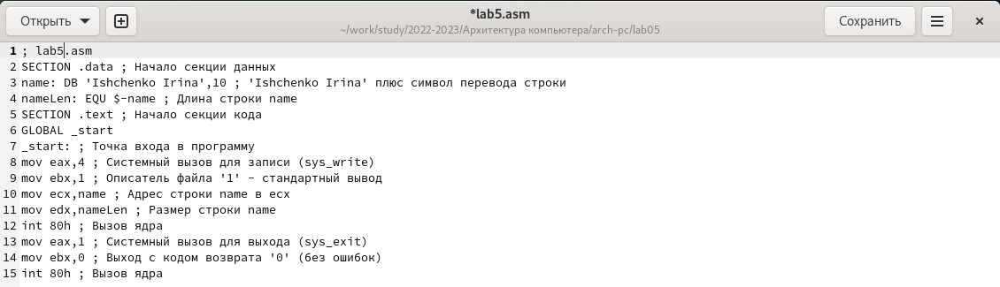 Открыть
*lab5.asm
~/work/study/2022-2023/Архитектура компьютера/arch-pc/lab05
Сохранить
1 ; lab5.asm
2 SECTION .data ; Начало секции данных
3 name: DB 'Ishchenko Irina',10 ; 'Ishchenko Irina' плюс символ перевода строки
4 nameLen: EQU $-name ; Длина строки name
5 SECTION .text ; Начало секции кода
6 GLOBAL _start
7 _start: ; Точка входа в программу
8 mov eax,4 ; Системный вызов для записи (sys_write)
9 mov ebx,1 ; Описатель файла '1' - стандартный вывод
10 mov ecx,name ; Адрес строки name в ecx
11 mov edx,nameLen ; Размер строки name
12 int 80h ; Вызов ядра
13 mov eax,1 ; Системный вызов для выхода (sys_exit)
14 mov ebx,0 ; Выход с кодом возврата '0' (без ошибок)
15 int 80h ; Вызов ядра